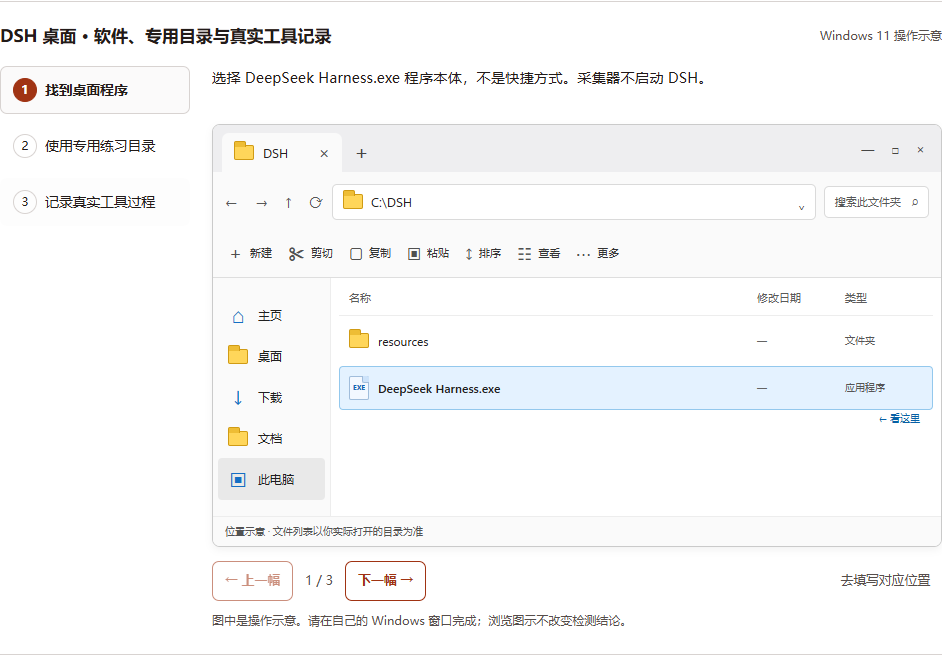 DSH 桌面 • 软件、专用目录与真实工具记录
Windows 11 操作示意
1 找到桌面程序
2 使用专用练习目录
3 记录真实工具过程
选择 DeepSeek Harness.exe 程序本体，不是快捷方式。采集器不启动 DSH。
DSH × +
— □ ×
← → ↑ ⟳ C:\DSH ⌄ 搜索此文件夹 ⌕
+ 新建 剪切 复制 粘贴 ↕ 排序 查看 … 更多
主页
桌面
↓ 下载
文档
此电脑
名称 修改日期 类型
resources — 文件夹
EXE DeepSeek Harness.exe — 应用程序
← 看这里
位置示意 · 文件列表以你实际打开的目录为准
← 上一幅 1 / 3 下一幅 →
去填写对应位置
图中是操作示意。请在自己的 Windows 窗口完成；浏览图示不改变检测结论。